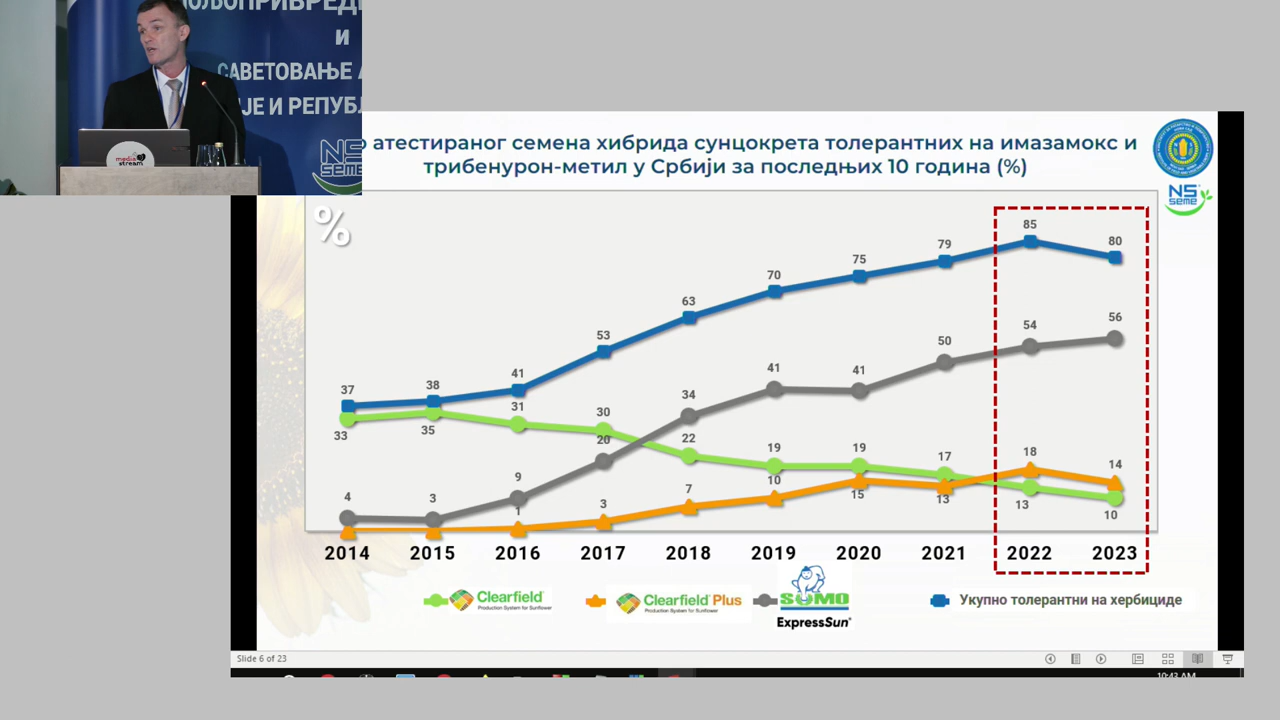 ПОЉОПРИВРЕД
и
САВЕТОВАЊЕ
ЈЕ И РЕПУБЛ
NS
seme
media
stream
атестираног семена хибрида сунцокрета толерантних на имазамокс и
трибенурон-метил у Србији за последњих 10 година (%)
NS
seme
%
37 38 41 53 63 70 75 79 85 80
33 35 31 30 22 19 19 17 13 10
4 3 9 20 34 41 41 50 54 56
1 3 7 10 15 13 18 14
2014 2015 2016 2017 2018 2019 2020 2021 2022 2023
Clearfield
Production System for Sunflower
Clearfield Plus
Production System for Sunflower
SUMO
ExpressSun
Укупно толерантни на хербициде
Slide 6 of 23
10:43 AM